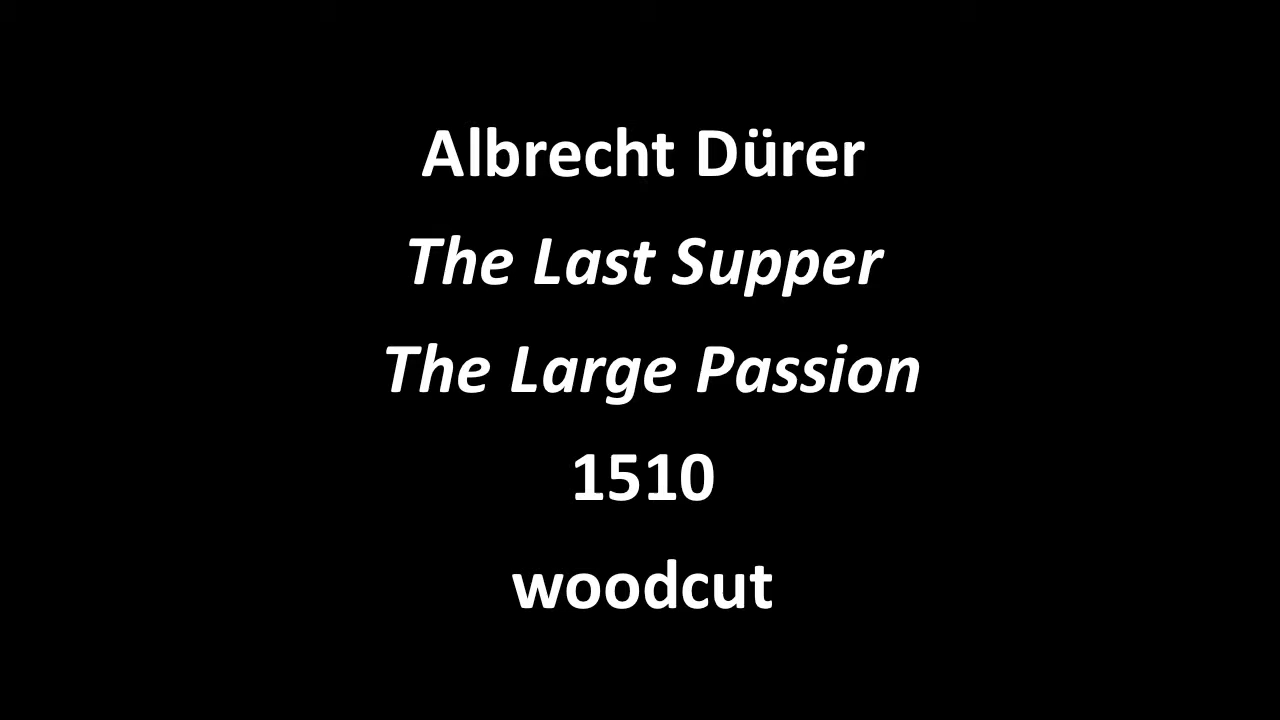 Albrecht Dürer
The Last Supper
The Large Passion
1510
woodcut